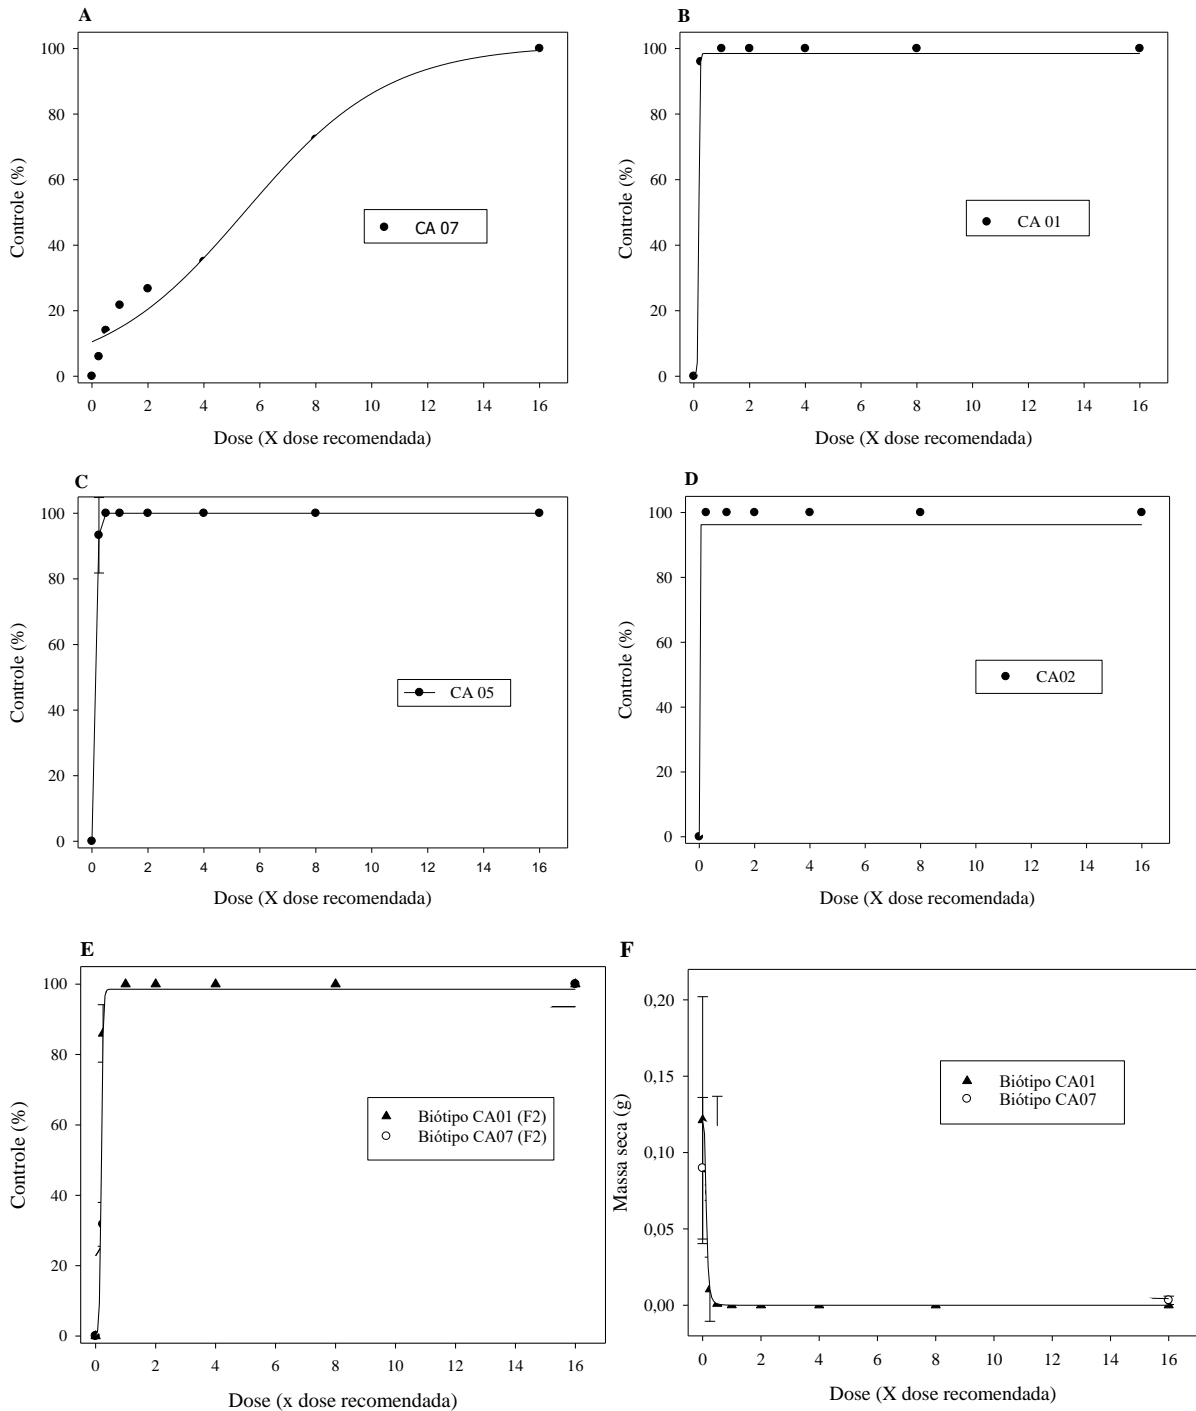 A
100
80
60
40
20
0
Controle (%)
CA 07
0 2 4 6 8 10 12 14 16
Dose (X dose recomendada)
B
100
80
60
40
20
0
Controle (%)
CA 01
0 2 4 6 8 10 12 14 16
Dose (X dose recomendada)
C
100
80
60
40
20
0
Controle (%)
CA 05
0 2 4 6 8 10 12 14 16
Dose (X dose recomendada)
D
100
80
60
40
20
0
Controle (%)
CA02
0 2 4 6 8 10 12 14 16
Dose (X dose recomendada)
E
100
80
60
40
20
0
Controle (%)
Biótipo CA01 (F2)
Biótipo CA07 (F2)
0 2 4 6 8 10 12 14 16
Dose (x dose recomendada)
F
0,20
0,15
0,10
0,05
0,00
Massa seca (g)
Biótipo CA01
Biótipo CA07
0 2 4 6 8 10 12 14 16
Dose (X dose recomendada)